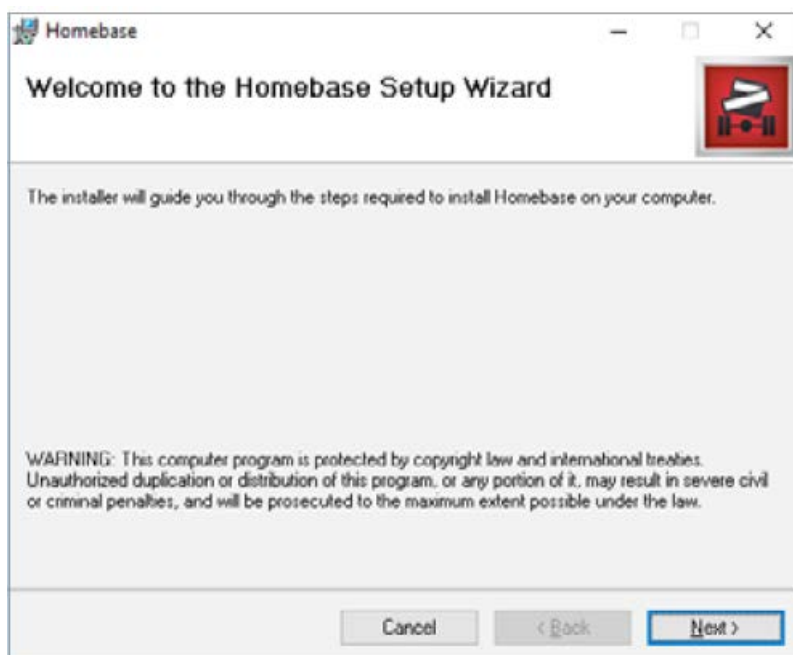 Homebase
Welcome to the Homebase Setup Wizard
The installer will guide you through the steps required to install Homebase on your computer.
WARNING: This computer program is protected by copyright law and international treaties.
Unauthorized duplication or distribution of this program, or any portion of it, may result in severe civil
or criminal penalties, and will be prosecuted to the maximum extent possible under the law.
Cancel < Back Next >